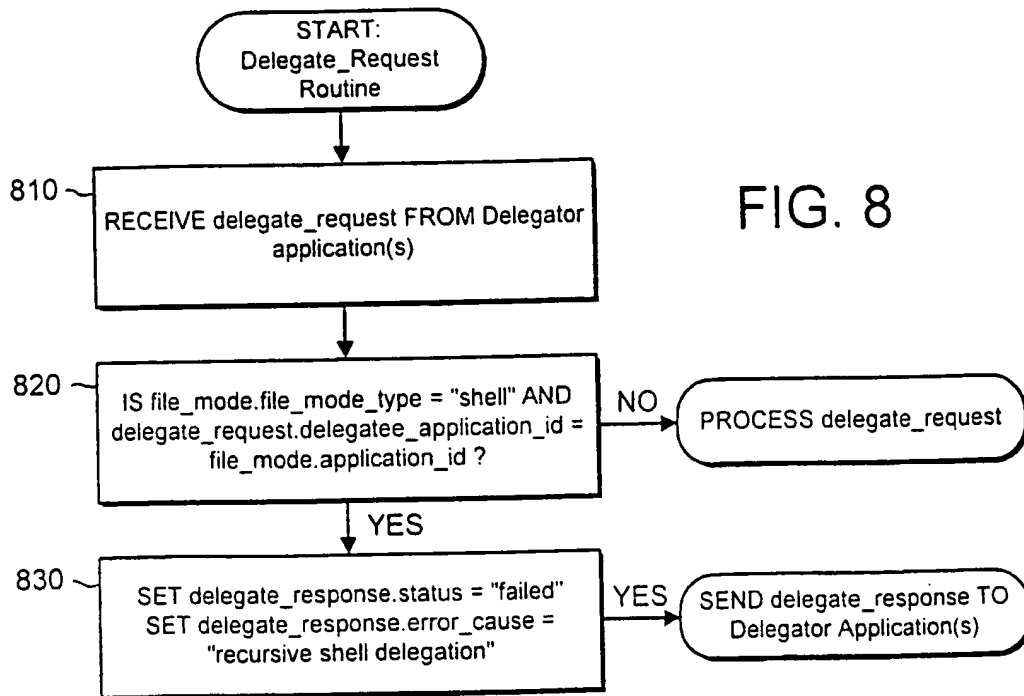 START:
Delegate_Request
Routine
810
RECEIVE delegate_request FROM Delegator
application(s)
FIG. 8
820
IS file_mode.file_mode_type = "shell" AND
delegate_request.delegatee_application_id =
file_mode.application_id ?
NO
PROCESS delegate_request
YES
830
SET delegate_response.status = "failed"
SET delegate_response.error_cause =
"recursive shell delegation"
YES
SEND delegate_response TO
Delegator Application(s)